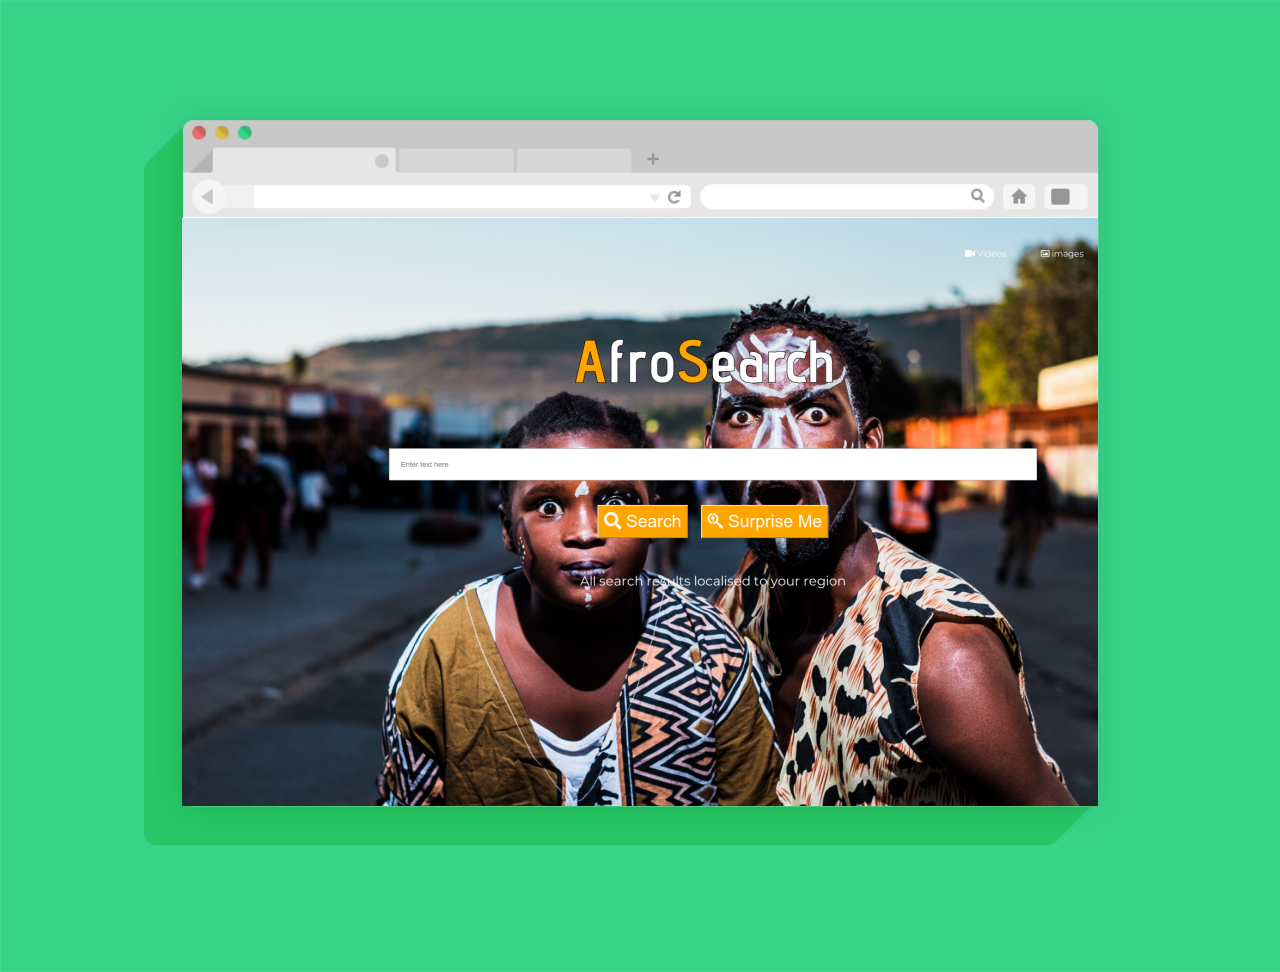 Videos
images
AfroSearch
Enter text here
Search
Surprise Me
All search results localised to your region